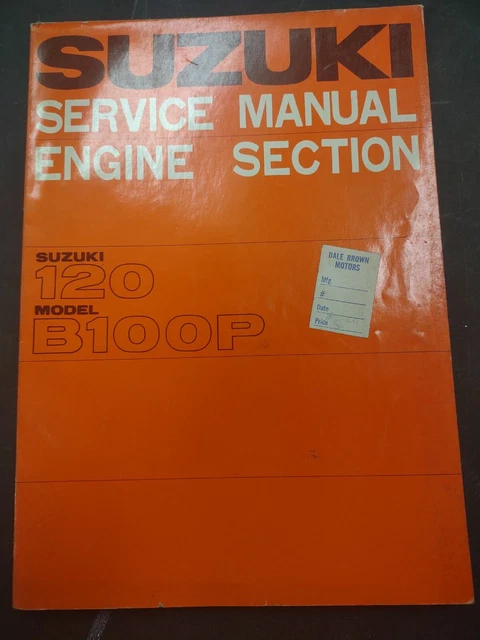 SUZUKI
SERVICE MANUAL
ENGINE SECTION
SUZUKI
120
MODEL
B100P
DALE BROWN
MOTORS
Mfg
#
Date
Price